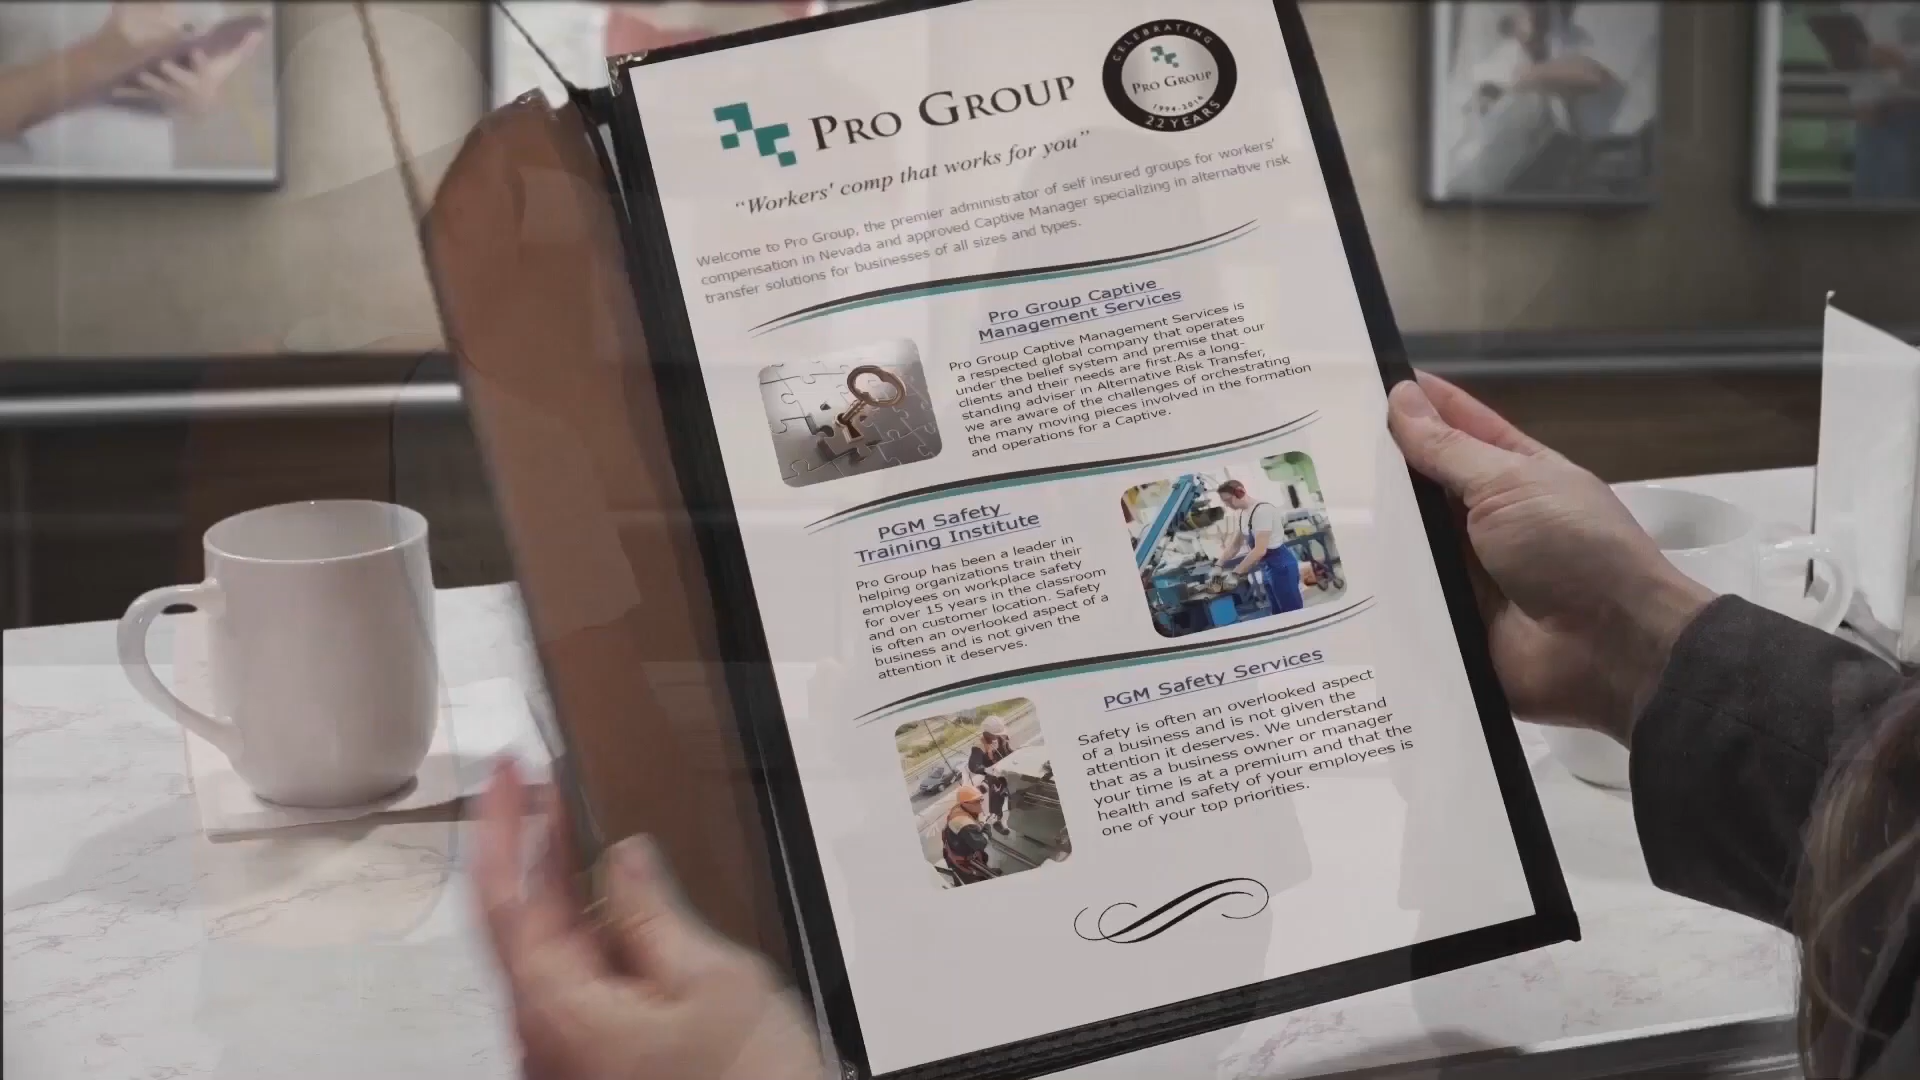 PRO GROUP
"Workers' comp that works for you"
CELEBRATING
PRO GROUP
1994-2016
22 YEARS
Welcome to Pro Group, the premier administrator of self insured groups for workers'
compensation in Nevada and approved Captive Manager specializing in alternative risk
transfer solutions for businesses of all sizes and types.
Pro Group Captive
Management Services
Pro Group Captive Management Services is
a respected global company that operates
under the belief system and premise that our
clients and their needs are first.As a long-
standing adviser in Alternative Risk Transfer,
we are aware of the challenges of orchestrating
the many moving pieces involved in the formation
and operations for a Captive.
PGM Safety
Training Institute
Pro Group has been a leader in
helping organizations train their
employees on workplace safety
for over 15 years in the classroom
and on customer location. Safety
is often an overlooked aspect of a
business and is not given the
attention it deserves.
PGM Safety Services
Safety is often an overlooked aspect
of a business and is not given the
attention it deserves. We understand
that as a business owner or manager
your time is at a premium and that the
health and safety of your employees is
one of your top priorities.